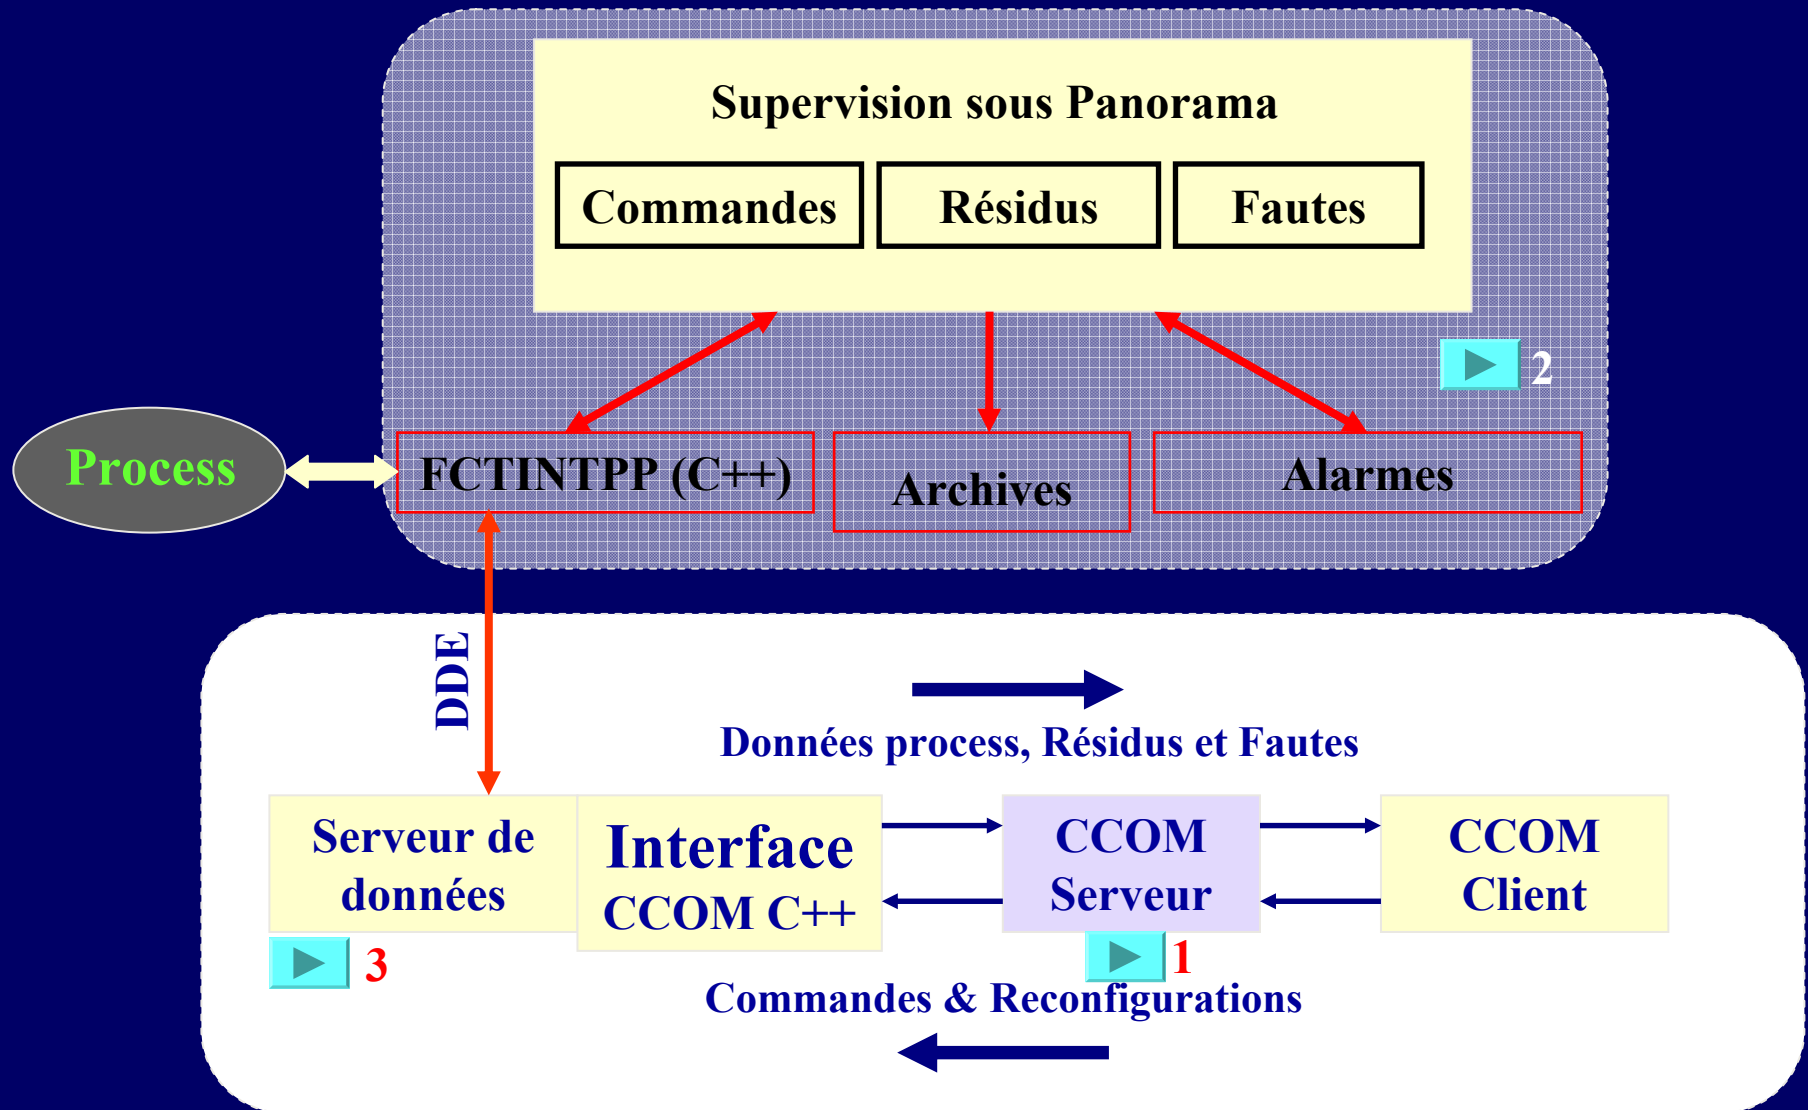 Supervision sous Panorama
Commandes
Résidus
Fautes
2
Process
FCTINTPP (C++)
Archives
Alarmes
DDE
Données process, Résidus et Fautes
Serveur de
données
Interface
CCOM C++
CCOM
Serveur
CCOM
Client
3
1
Commandes & Reconfigurations